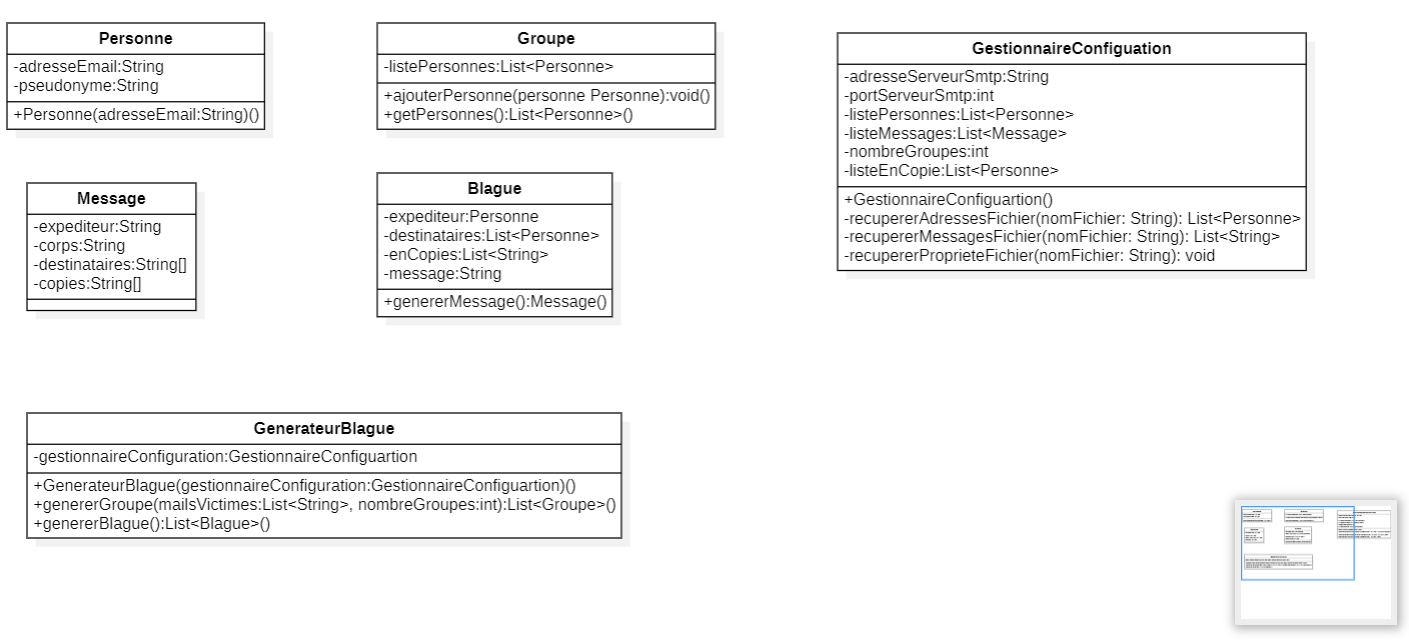 Personne
-adresseEmail:String
-pseudonyme:String
+Personne(adresseEmail:String)()
Groupe
-listePersonnes:List<Personne>
+ajouterPersonne(personne Personne):void()
+getPersonnes():List<Personne>()
GestionnaireConfiguation
-adresseServeurSmtp:String
-portServeurSmtp:int
-listePersonnes:List<Personne>
-listeMessages:List<Message>
-nombreGroupes:int
-listeEnCopie:List<Personne>
+GestionnaireConfiguartion()
-recupererAdressesFichier(nomFichier: String): List<Personne>
-recupererMessagesFichier(nomFichier: String): List<String>
-recupererProprieteFichier(nomFichier: String): void
Message
-expediteur:String
-corps:String
-destinataires:String[]
-copies:String[]
Blague
-expediteur:Personne
-destinataires:List<Personne>
-enCopies:List<String>
-message:String
+genererMessage():Message()
GenerateurBlague
-gestionnaireConfiguration:GestionnaireConfiguartion
+GenerateurBlague(gestionnaireConfiguration:GestionnaireConfiguartion)()
+genererGroupe(mailsVictimes:List<String>, nombreGroupes:int):List<Groupe>()
+genererBlague():List<Blague>()